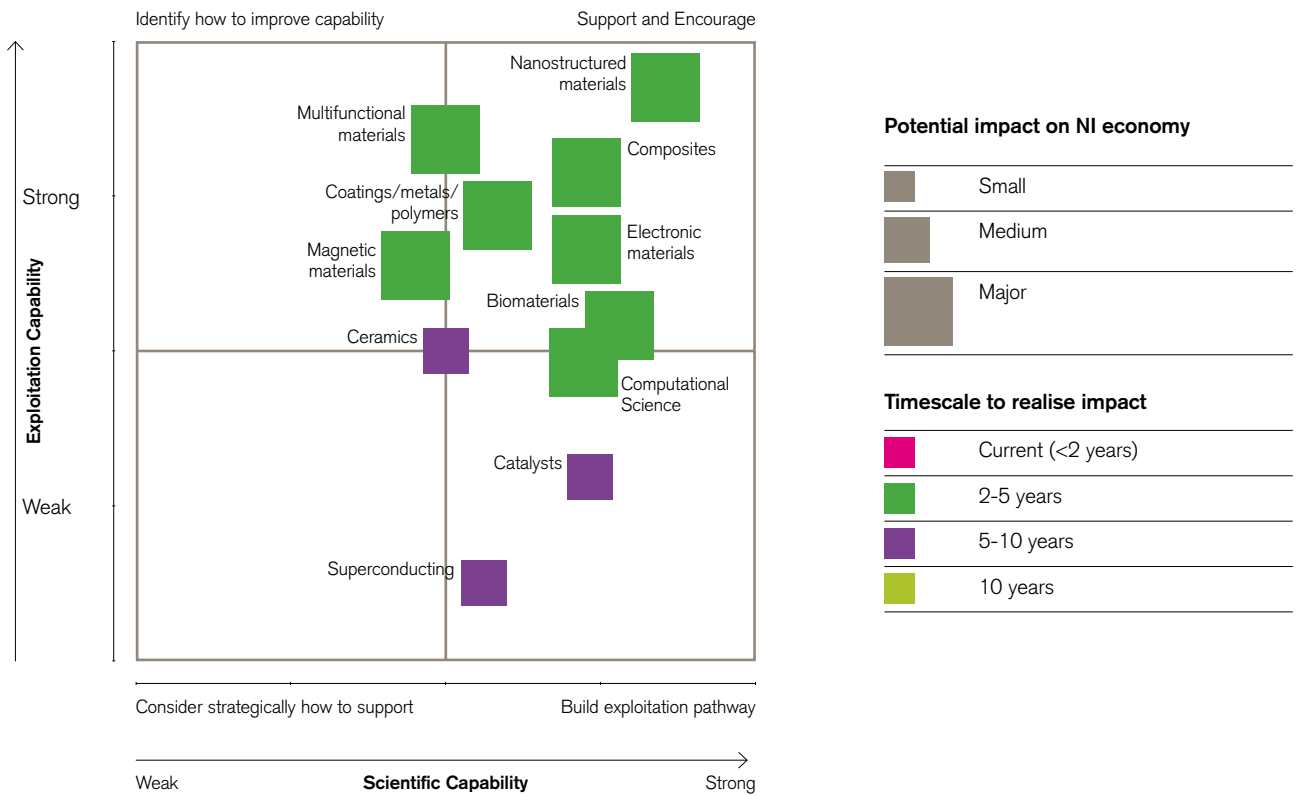 Identify how to improve capability
Support and Encourage
Nanostructured
materials
Multifunctional
materials
Composites
Strong
Coatings/metals/
polymers
Electronic
materials
Magnetic
materials
Biomaterials
Ceramics
Computational
Science
Exploitation Capability
Catalysts
Weak
Superconducting
Consider strategically how to support
Build exploitation pathway
Weak
Scientific Capability
Strong
Potential impact on NI economy
Small
Medium
Major
Timescale to realise impact
Current (<2 years)
2-5 years
5-10 years
10 years